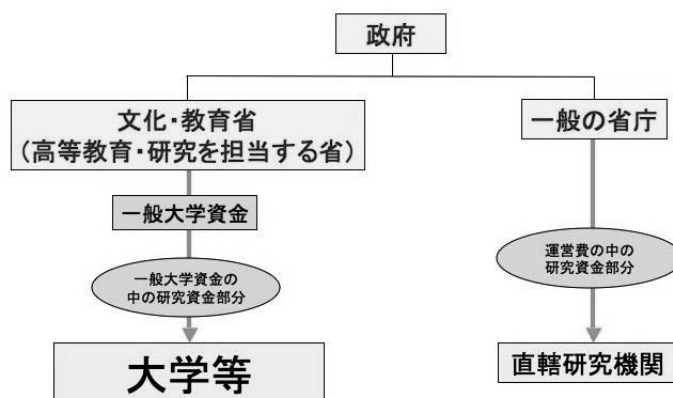 政府
文化・教育省
（高等教育・研究を担当する省）
一般の省庁
一般大学資金
一般大学資金の
中の研究資金部分
運営費の中の
研究資金部分
大学等
直轄研究機関